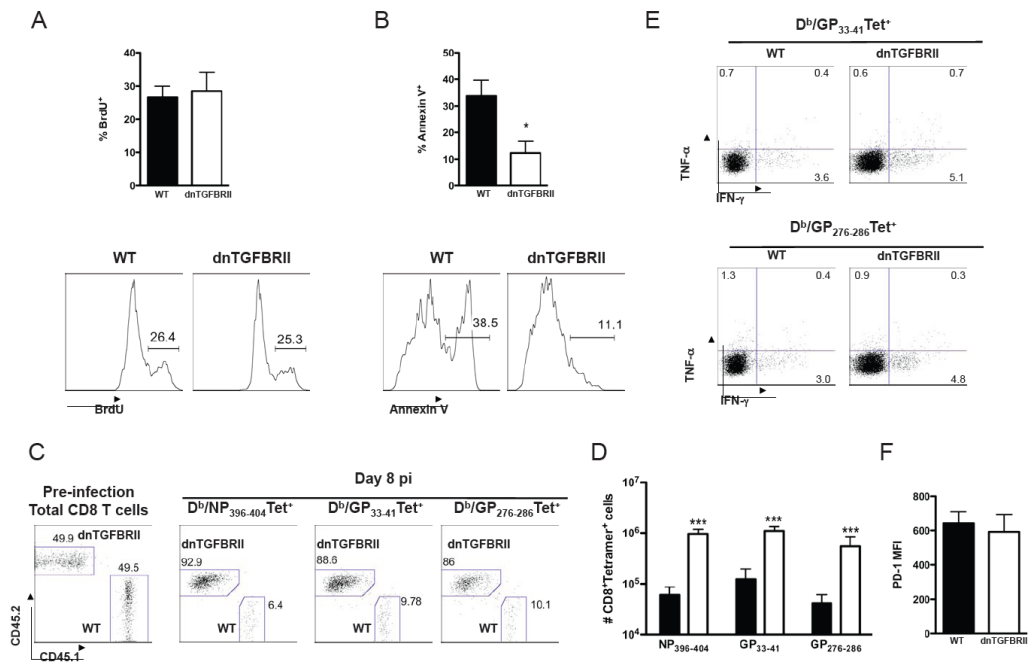 A
% BrdU⁺
40
30
20
10
0
WT
dnTGFBRII
WT
dnTGFBRII
26.4
25.3
BrdU
B
% Annexin V⁺
50
40
30
20
10
0
*
WT
dnTGFBRII
WT
dnTGFBRII
38.5
11.1
Annexin V
C
Pre-infection
Total CD8 T cells
Day 8 pi
Dᵇ/NP₃₉₆₋₄₀₄Tet⁺
Dᵇ/GP₃₃₋₄₁Tet⁺
Dᵇ/GP₂₇₆₋₂₈₆Tet⁺
49.9 dnTGFBRII
49.5
WT
CD45.2
CD45.1
dnTGFBRII
92.9
6.4
WT
dnTGFBRII
88.6
9.78
WT
dnTGFBRII
86
10.1
WT
D
# CD8⁺Tetramer⁺ cells
10⁷
10⁶
10⁵
10⁴
***
***
***
NP₃₉₆₋₄₀₄
GP₃₃₋₄₁
GP₂₇₆₋₂₈₆
E
Dᵇ/GP₃₃₋₄₁Tet⁺
WT
dnTGFBRII
0.7
0.4
3.6
0.6
0.7
5.1
TNF-α
IFN-γ
Dᵇ/GP₂₇₆₋₂₈₆Tet⁺
WT
dnTGFBRII
1.3
0.4
3.0
0.9
0.3
4.8
TNF-α
IFN-γ
F
PD-1 MFI
800
600
400
200
0
WT
dnTGFBRII